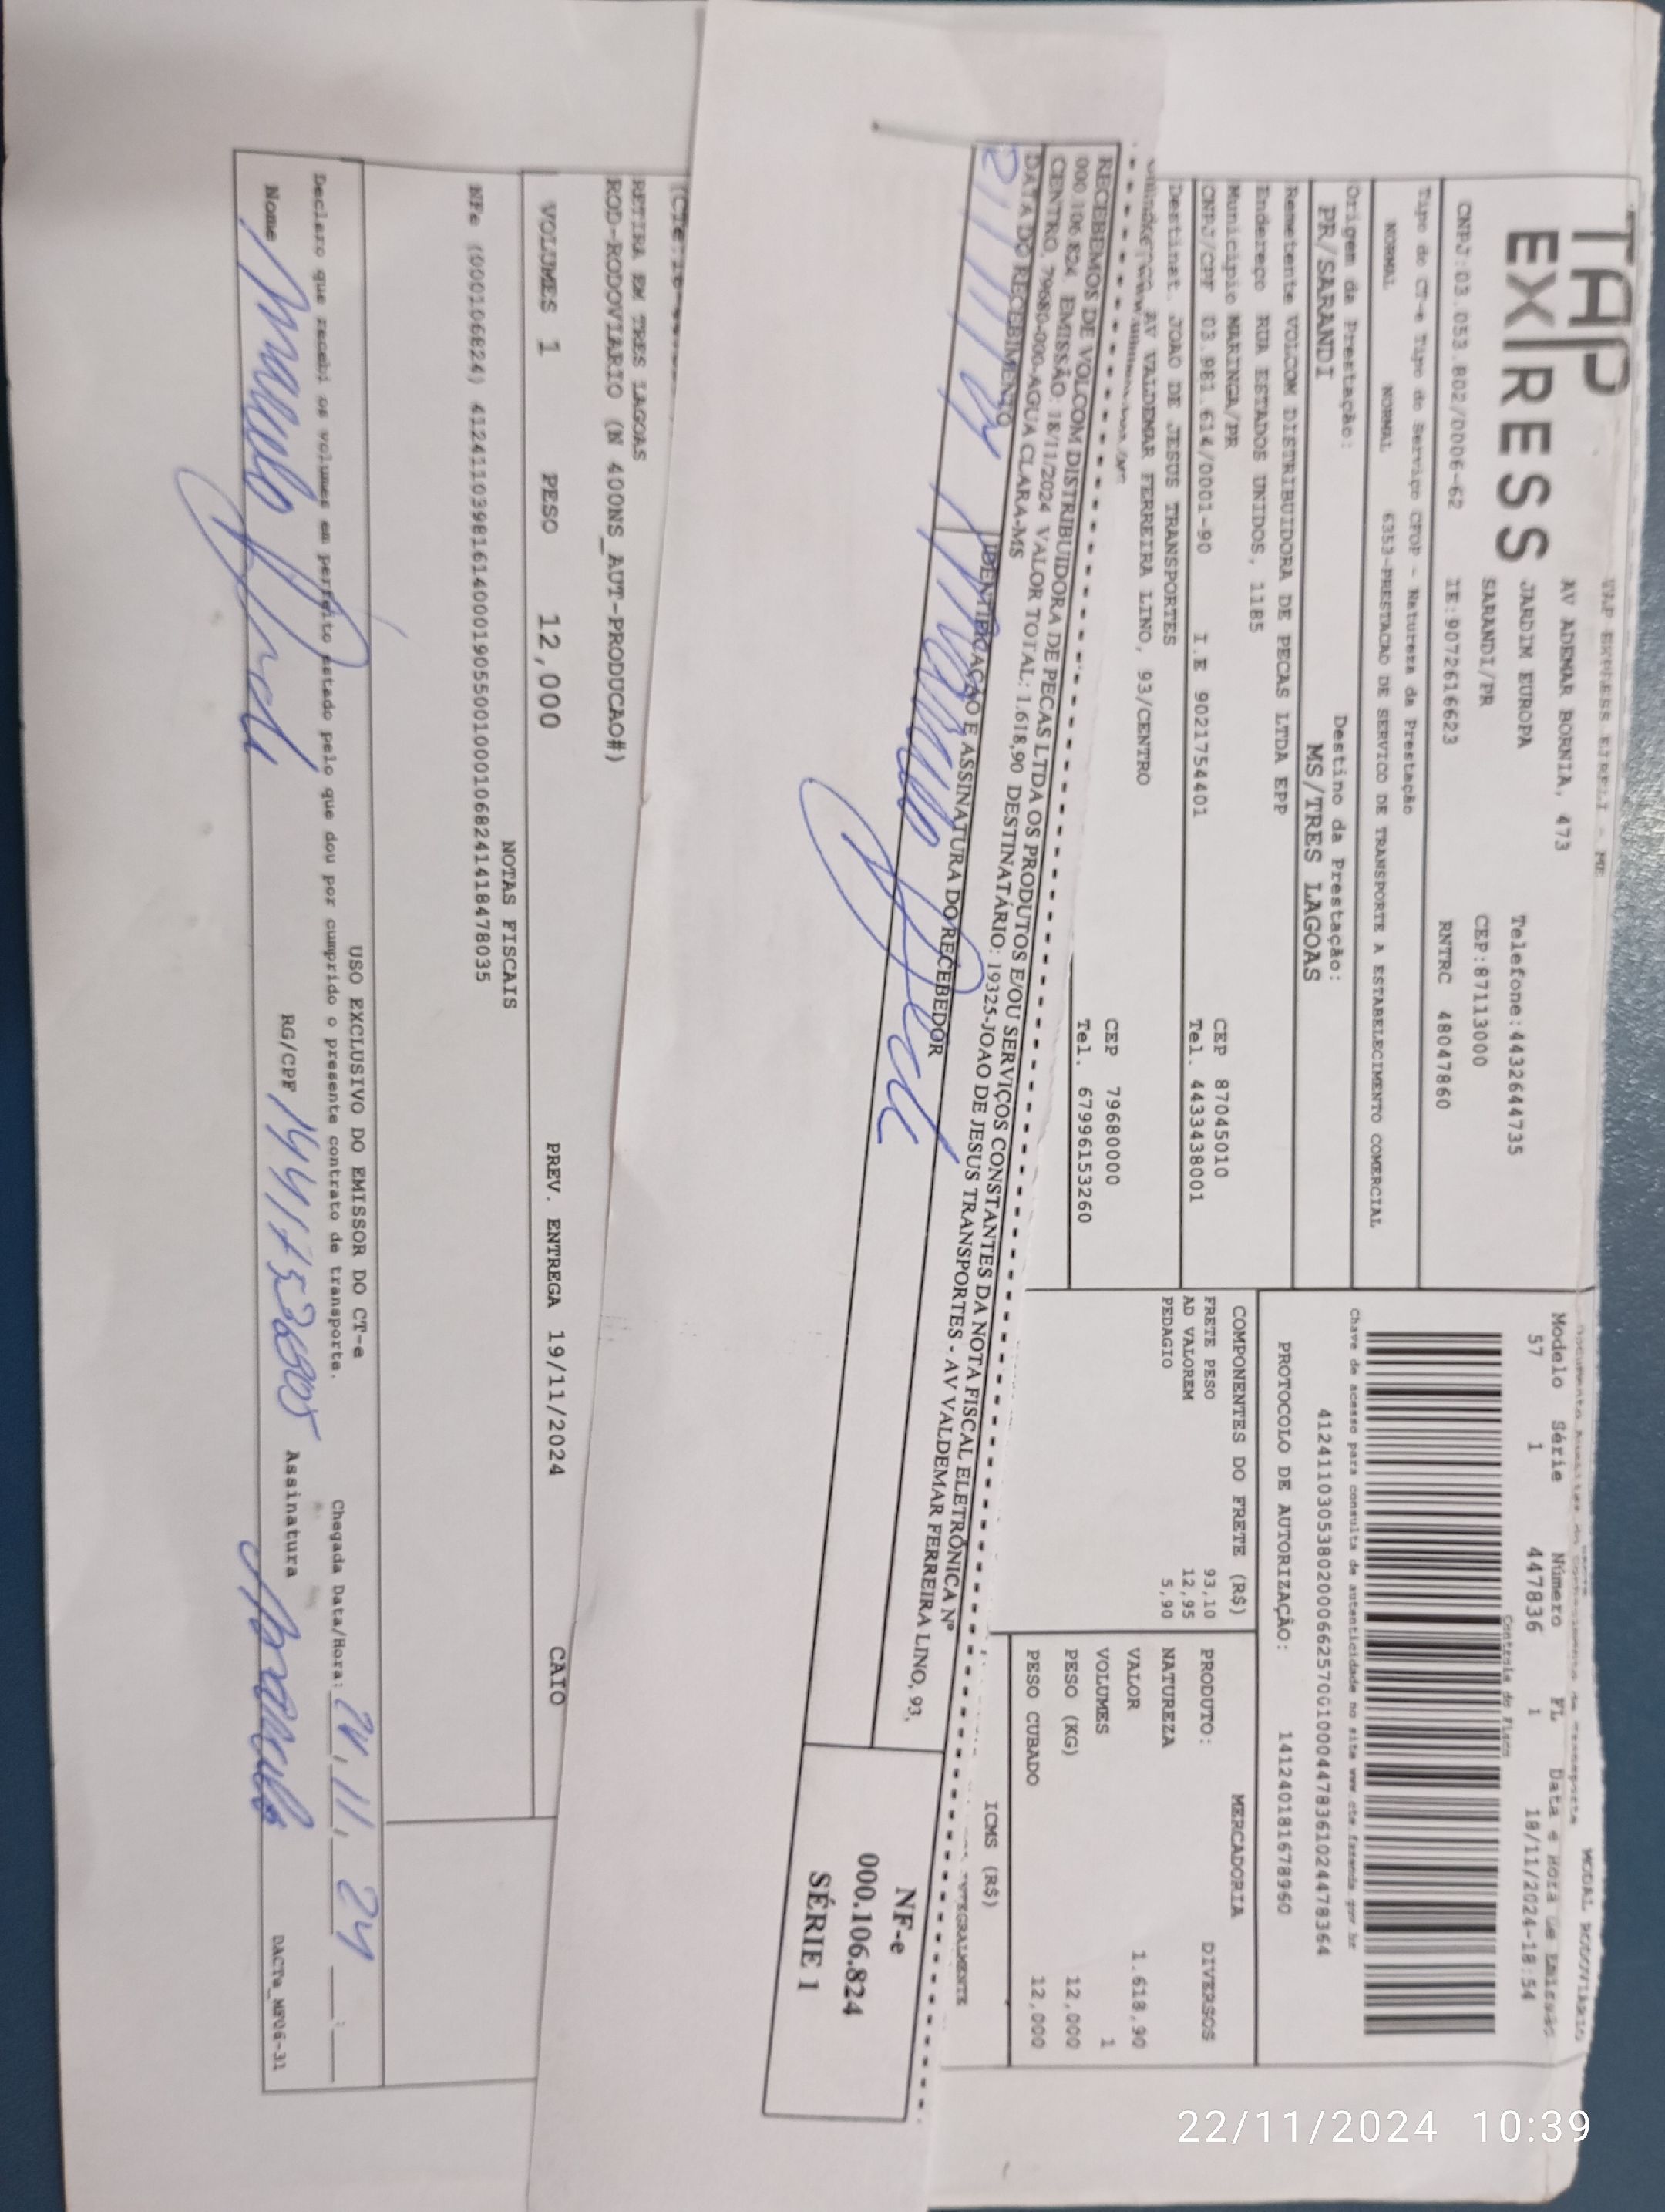 TAP
EXPRESS
TAP EXPRESS EIRELI - ME
AV ADEMAR BORNIA, 473
JARDIM EUROPA Telefone:4432644735
SARANDI/PR CEP:87113000
CNPJ:03.053.802/0006-62 IE:9072616623 RNTRC 48047860
MODAL RODOVIÁRIO
Modelo Série Número FL Data e Hora de Emissão
57 1 447836 1 18/11/2024-18:54
Controle do Fisco
Chave de acesso para consulta de autenticidade no site www.cte.fazenda.gov.br
Tipo do CT-e Tipo do Serviço CFOP - Natureza da Prestação
NORMAL NORMAL 6353-PRESTACAO DE SERVICO DE TRANSPORTE A ESTABELECIMENTO COMERCIAL
Origem da Prestação: Destino da Prestação:
PR/SARANDI MS/TRES LAGOAS
PROTOCOLO DE AUTORIZAÇÃO: 141240181678960
Remetente VOLCOM DISTRIBUIDORA DE PECAS LTDA EPP
Endereço RUA ESTADOS UNIDOS, 1185
Município MARINGA/PR CEP 87045010
CNPJ/CPF 03.981.614/0001-90 I.E 9021754401 Tel. 4433438001
Destinat. JOAO DE JESUS TRANSPORTES
AV VALDEMAR FERREIRA LINO, 93/CENTRO
CEP 79680000
Tel. 67996153260
COMPONENTES DO FRETE (R$)
FRETE PESO 93,10
AD VALOREM 12,95
PEDAGIO 5,90
MERCADORIA
PRODUTO: DIVERSOS
NATUREZA
VALOR 1.618,90
VOLUMES 1
PESO (KG) 12,000
PESO CUBADO 12,000
ICMS (R$)
RECEBEMOS DE VOLCOM DISTRIBUIDORA DE PECAS LTDA OS PRODUTOS E/OU SERVIÇOS CONSTANTES DA NOTA FISCAL ELETRÔNICA Nº
000.106.824 EMISSÃO: 18/11/2024 VALOR TOTAL: 1.618,90 DESTINATÁRIO: 19325-JOAO DE JESUS TRANSPORTES - AV VALDEMAR FERREIRA LINO, 93,
CENTRO, 79680-000-AGUA CLARA-MS
DATA DO RECEBIMENTO IDENTIFICAÇÃO E ASSINATURA DO RECEBEDOR
NF-e
000.106.824
SÉRIE 1
RETIRA EM TRES LAGOAS
ROD-RODOVIARIO (N 400NS_AUT-PRODUCAO#)
VOLUMES 1 PESO 12,000 PREV. ENTREGA 19/11/2024 CAIO
NOTAS FISCAIS
NFe (000106824) 41241103981614000190550010001068241418478035
USO EXCLUSIVO DO EMISSOR DO CT-e
Declaro que recebi os volumes em perfeito estado pelo que dou por cumprido o presente contrato de transporte. Chegada Data/Hora:
Nome RG/CPF Assinatura
DACTe_MF06-31
22/11/2024 10:39